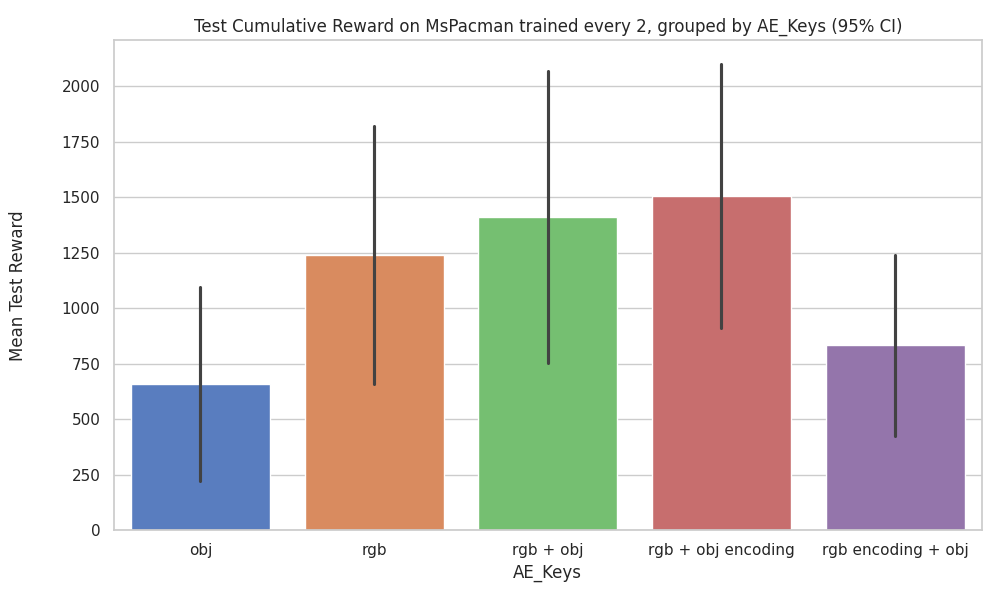 Test Cumulative Reward on MsPacman trained every 2, grouped by AE_Keys (95% CI)
Mean Test Reward
2000
1750
1500
1250
1000
750
500
250
0
obj
rgb
rgb + obj
rgb + obj encoding
rgb encoding + obj
AE_Keys